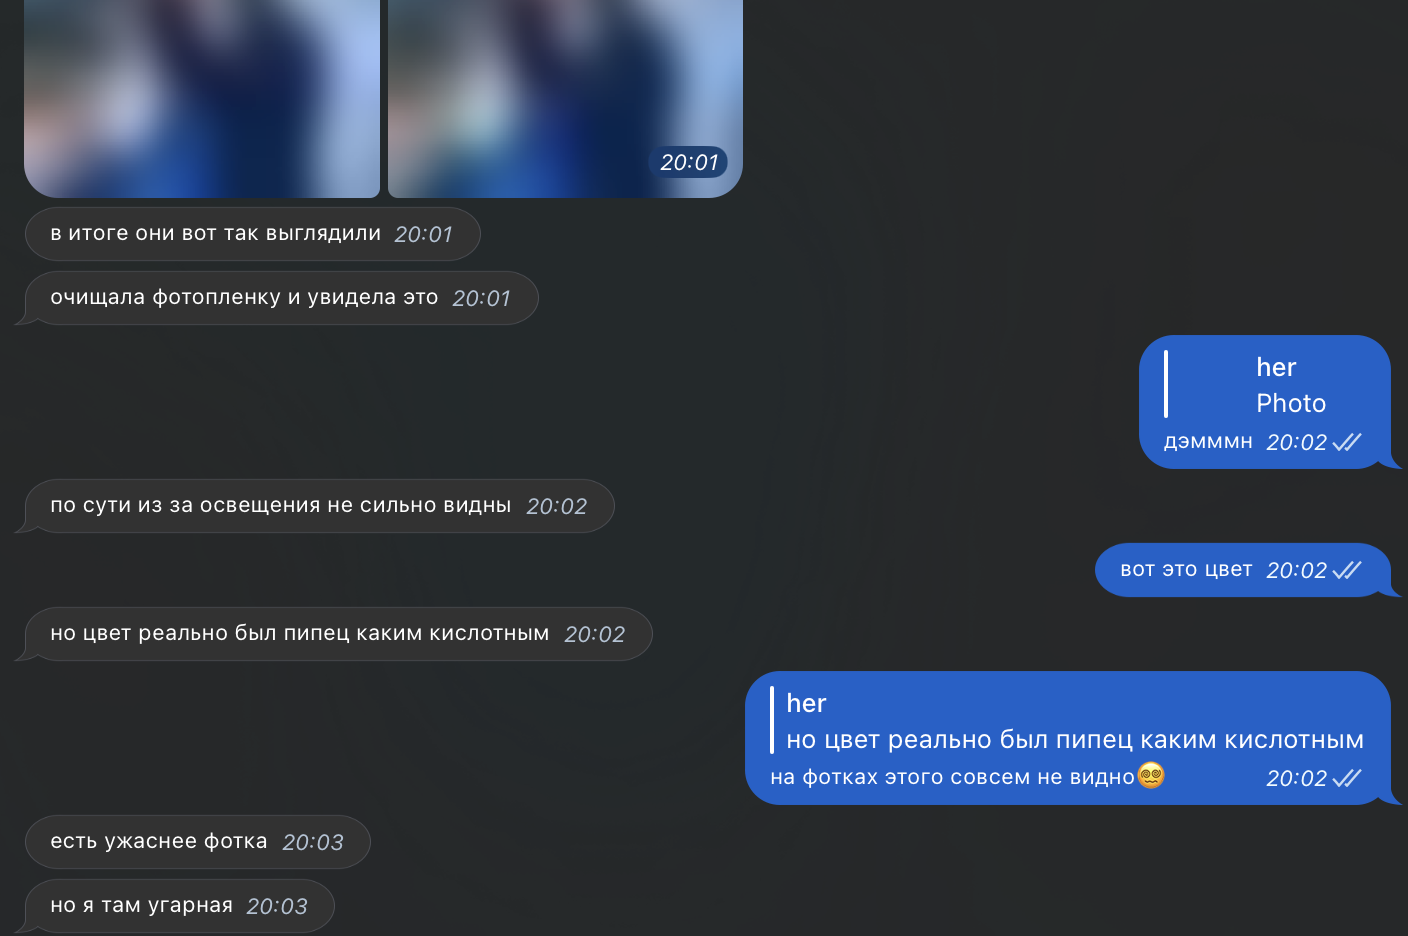 20:01
в итоге они вот так выглядили 20:01
очищала фотопленку и увидела это 20:01
her
Photo
дэмммн 20:02
по сути из за освещения не сильно видны 20:02
вот это цвет 20:02
но цвет реально был пипец каким кислотным 20:02
her
но цвет реально был пипец каким кислотным
на фотках этого совсем не видно😵‍💫 20:02
есть ужаснее фотка 20:03
но я там угарная 20:03